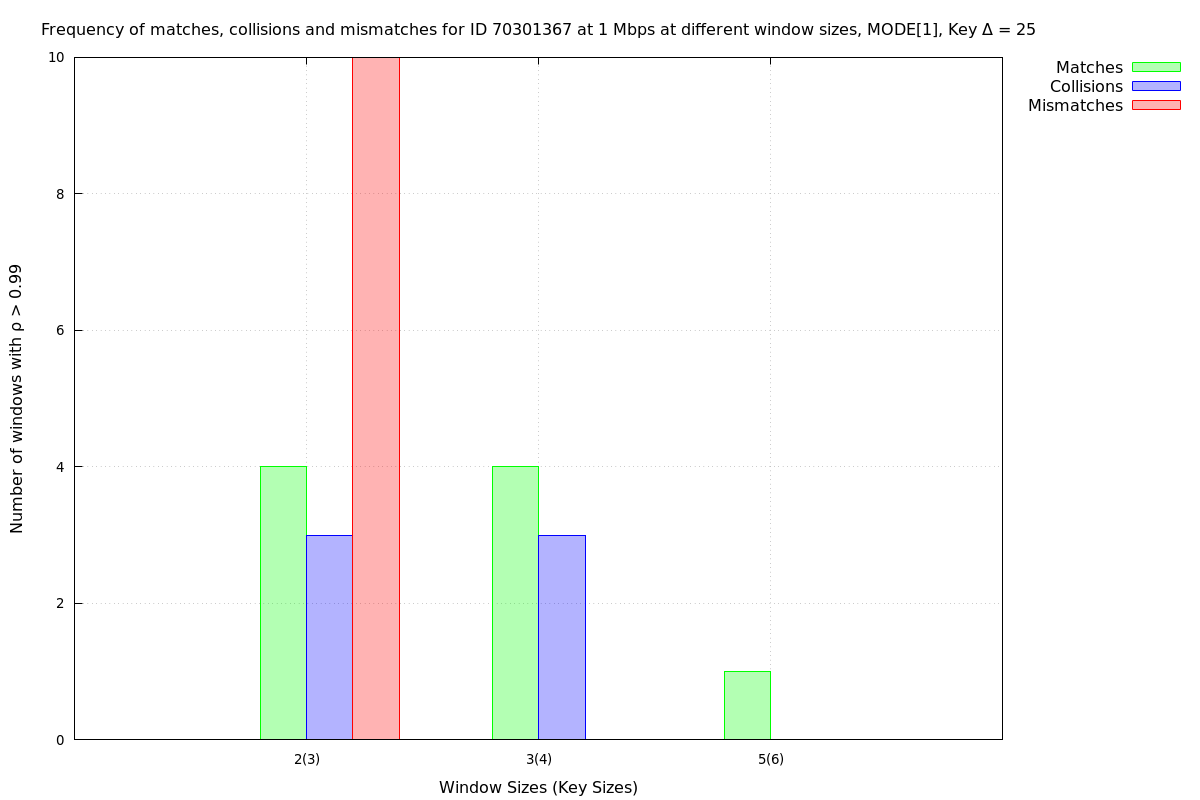 Frequency of matches, collisions and mismatches for ID 70301367 at 1 Mbps at different window sizes, MODE[1], Key Δ = 25
Matches
Collisions
Mismatches
Number of windows with ρ > 0.99
10
8
6
4
2
0
2(3)
3(4)
5(6)
Window Sizes (Key Sizes)